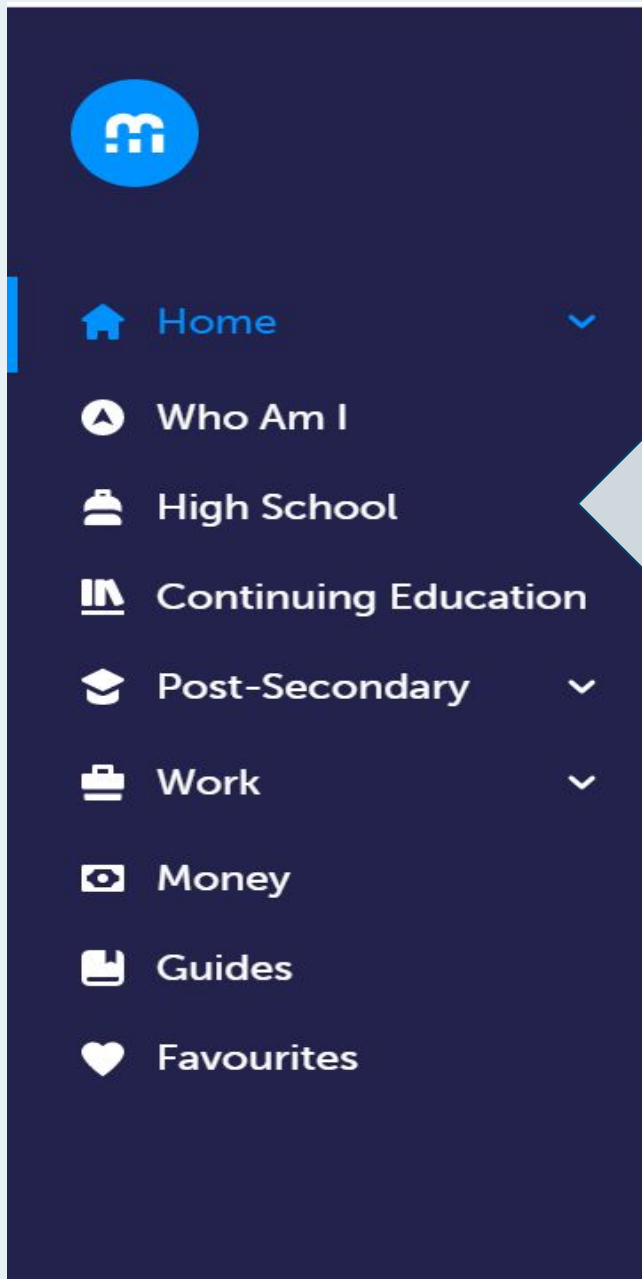 Home
Who Am I
High School
Continuing Education
Post-Secondary
Work
Money
Guides
Favourites